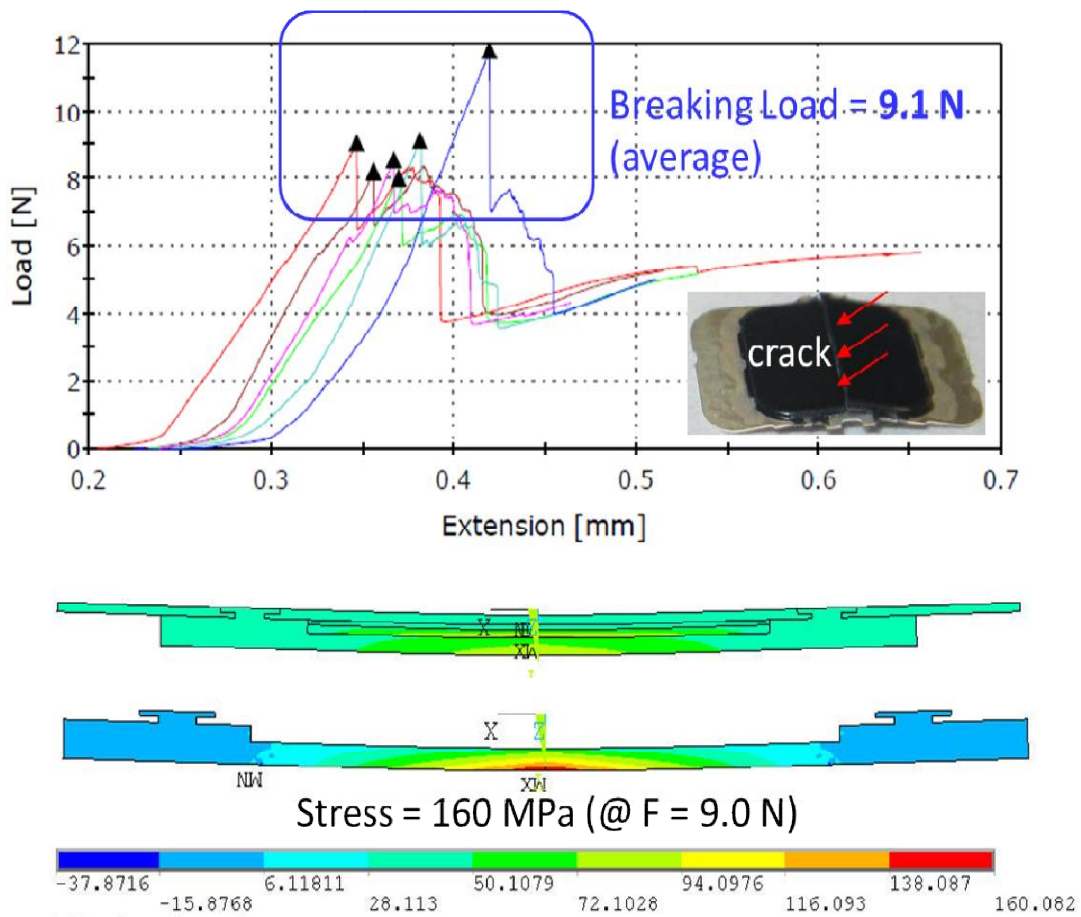 12
10
8
6
4
2
0
Load [N]
Breaking Load = 9.1 N
(average)
crack
0.2 0.3 0.4 0.5 0.6 0.7
Extension [mm]
X
X Z
MN
MX
Stress = 160 MPa (@ F = 9.0 N)
-37.8716 6.11811 50.1079 94.0976 138.087
-15.8768 28.113 72.1028 116.093 160.082